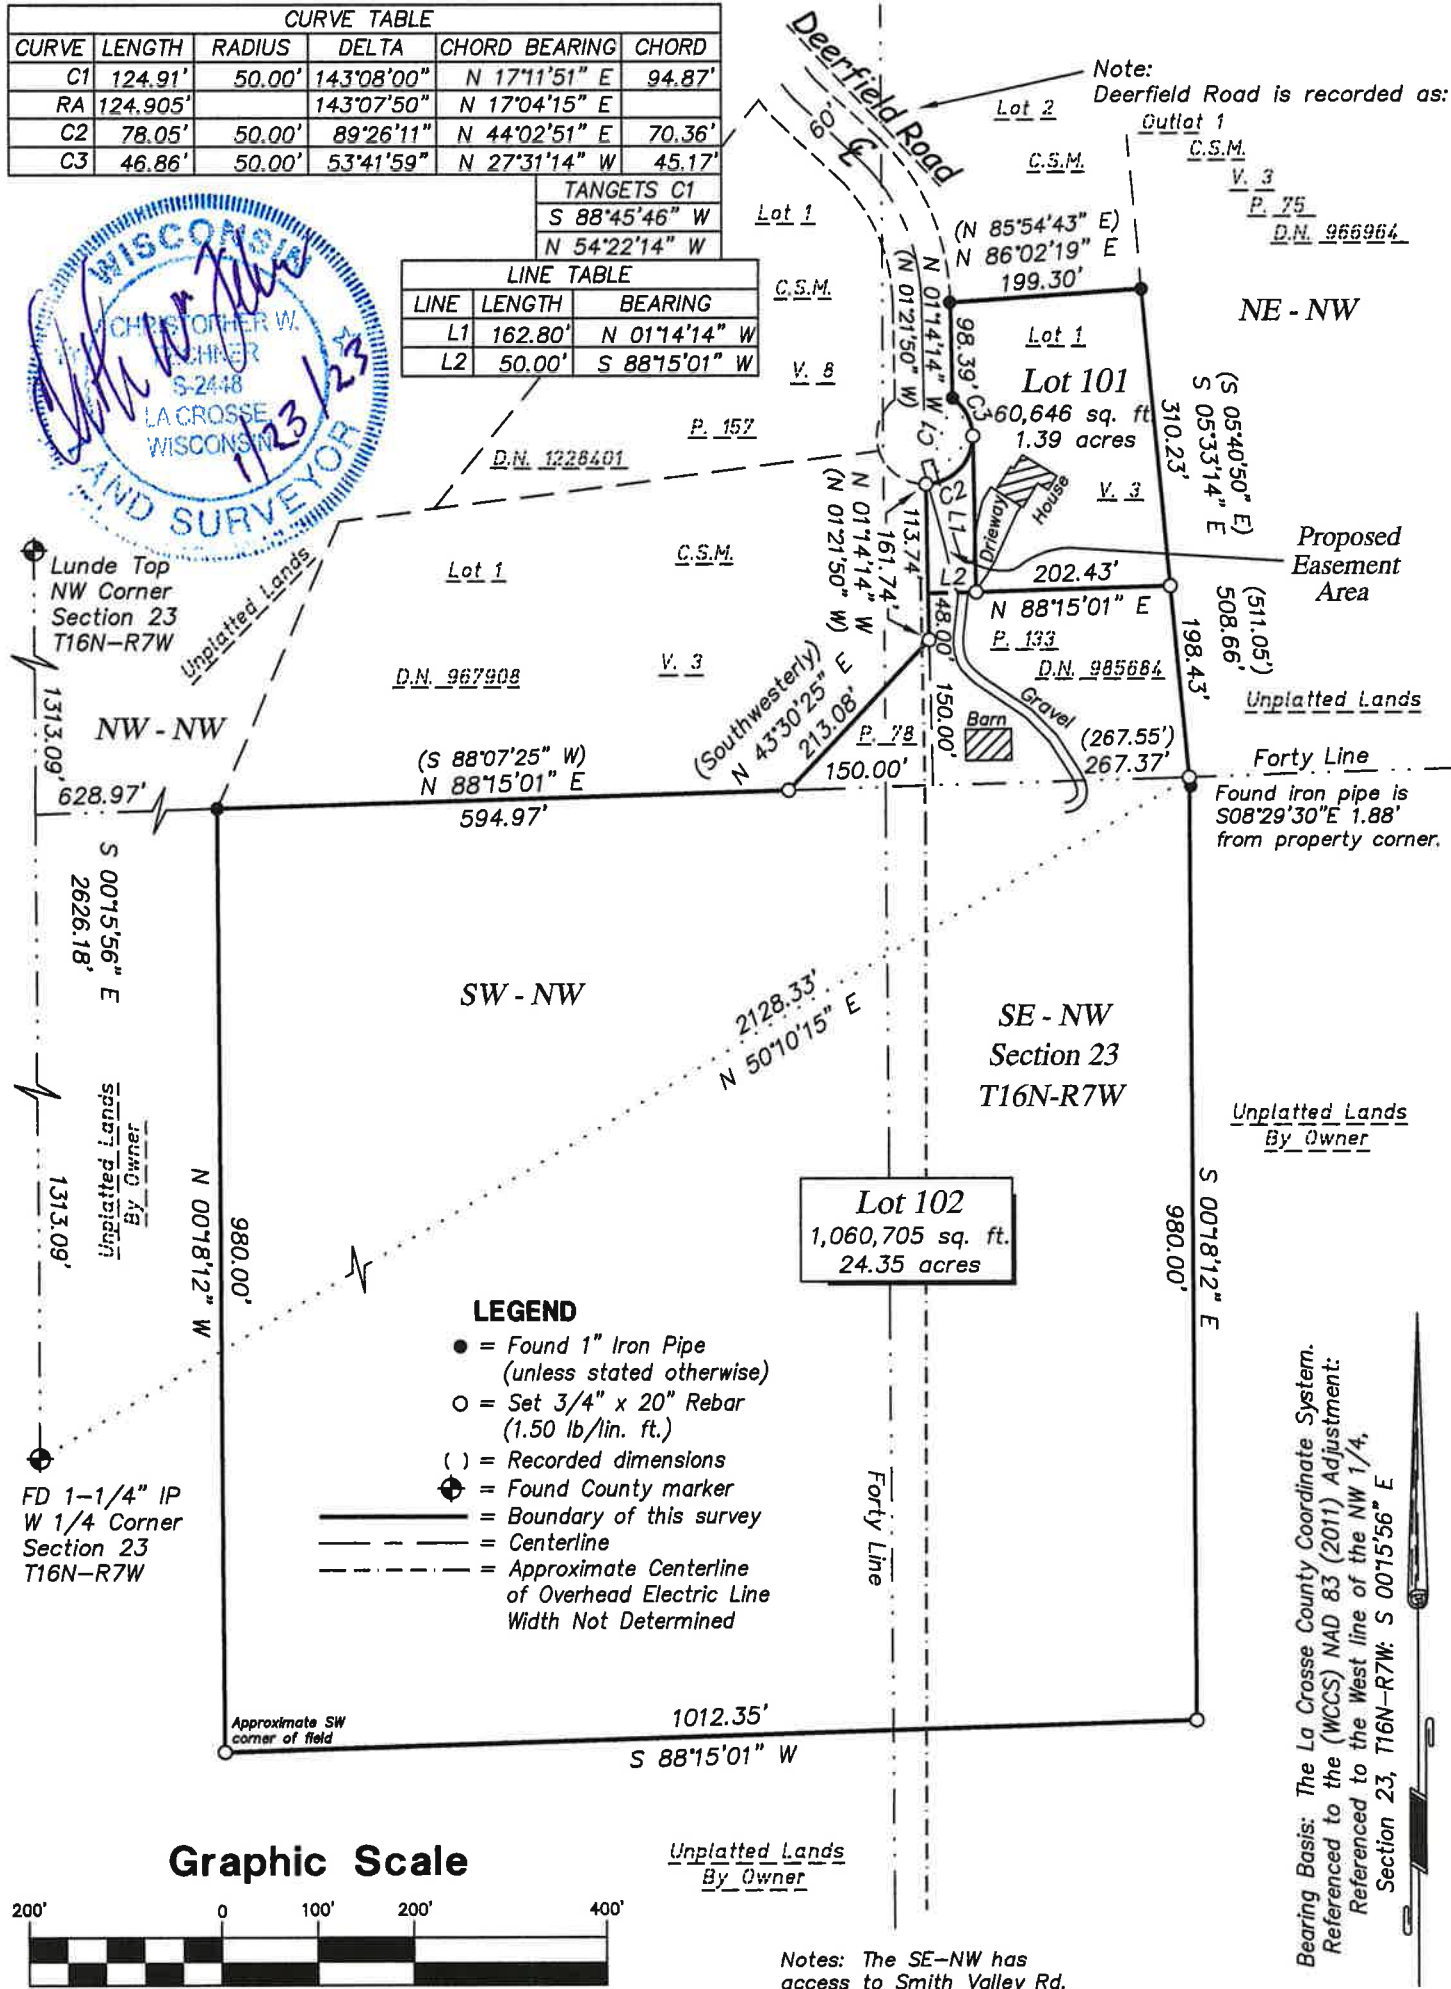 CURVE TABLE
CURVE LENGTH RADIUS DELTA CHORD BEARING CHORD
C1 124.91' 50.00' 143°08'00" N 17°11'51" E 94.87'
RA 124.905' 143°07'50" N 17°04'15" E
C2 78.05' 50.00' 89°26'11" N 44°02'51" E 70.36'
C3 46.86' 50.00' 53°41'59" N 27°31'14" W 45.17'
TANGETS C1
S 88°45'46" W
N 54°22'14" W
LINE TABLE
LINE LENGTH BEARING
L1 162.80' N 01°14'14" W
L2 50.00' S 88°15'01" W
WISCONSIN
CHRISTOPHER W.
S-2448
LA CROSSE,
WISCONSIN
LAND SURVEYOR
1/23/23
Deerfield Road
60'
Note:
Deerfield Road is recorded as:
Lot 2
C.S.M.
Outlot 1
C.S.M.
V. 3
P. 75
D.N. 966964
Lot 1
C.S.M.
V. 8
P. 157
D.N. 1228401
(N 85°54'43" E)
N 86°02'19" E
199.30'
NE - NW
N 01°14'14" W
(N 01°21'50" W)
98.39'
C3
Lot 1
Lot 101
60,646 sq. ft.
1.39 acres
(S 05°40'50" E)
S 05°33'14" E
310.23'
V. 3
House
Drieway
C2
L1
L2
113.74'
161.74'
N 01°14'14" W
(N 01°21'50" W)
48.00'
Proposed
Easement
Area
202.43'
N 88°15'01" E
P. 133
D.N. 985684
(511.05')
508.66'
198.43'
Lunde Top
NW Corner
Section 23
T16N-R7W
Unplatted Lands
Lot 1
C.S.M.
D.N. 967908
V. 3
P. 78
(Southwesterly)
N 43°30'25" E
213.08'
150.00'
150.00'
Barn
Gravel
(267.55')
267.37'
Unplatted Lands
Forty Line
Found iron pipe is
S08°29'30"E 1.88'
from property corner.
NW - NW
1313.09'
628.97'
(S 88°07'25" W)
N 88°15'01" E
594.97'
S 00°15'56" E
2626.18'
SW - NW
2128.33'
N 50°10'15" E
SE - NW
Section 23
T16N-R7W
Unplatted Lands
By Owner
Unplatted Lands
By Owner
1313.09'
N 00°18'12" W
980.00'
Lot 102
1,060,705 sq. ft.
24.35 acres
S 00°18'12" E
980.00'
LEGEND
= Found 1" Iron Pipe
(unless stated otherwise)
= Set 3/4" x 20" Rebar
(1.50 lb/lin. ft.)
( ) = Recorded dimensions
= Found County marker
= Boundary of this survey
= Centerline
= Approximate Centerline
of Overhead Electric Line
Width Not Determined
FD 1-1/4" IP
W 1/4 Corner
Section 23
T16N-R7W
Forty Line
Approximate SW
corner of field
1012.35'
S 88°15'01" W
Bearing Basis: The La Crosse County Coordinate System.
Referenced to the (WCCS) NAD 83 (2011) Adjustment:
Referenced to the West line of the NW 1/4,
Section 23, T16N-R7W: S 00°15'56" E
Graphic Scale
200' 0 100' 200' 400'
Unplatted Lands
By Owner
Notes: The SE-NW has
access to Smith Valley Rd.